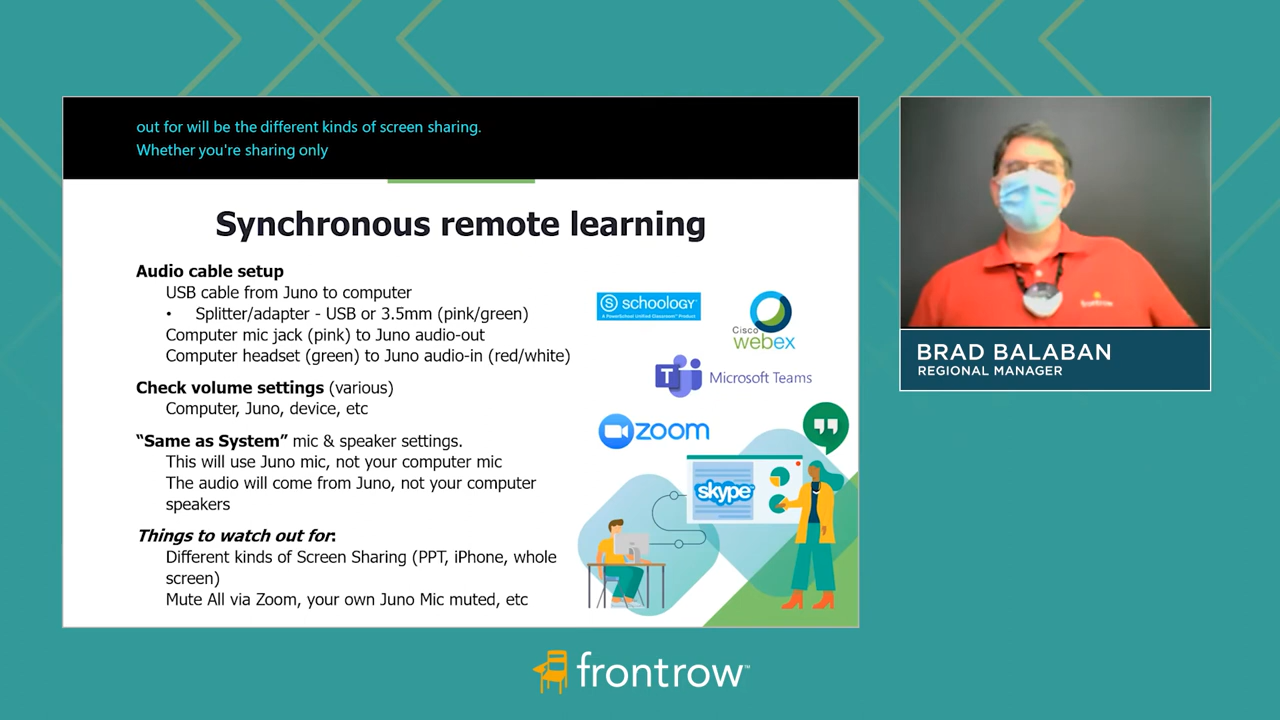 out for will be the different kinds of screen sharing.
Whether you're sharing only
Synchronous remote learning
Audio cable setup
USB cable from Juno to computer
• Splitter/adapter - USB or 3.5mm (pink/green)
Computer mic jack (pink) to Juno audio-out
Computer headset (green) to Juno audio-in (red/white)
Check volume settings (various)
Computer, Juno, device, etc
“Same as System” mic & speaker settings.
This will use Juno mic, not your computer mic
The audio will come from Juno, not your computer
speakers
Things to watch out for:
Different kinds of Screen Sharing (PPT, iPhone, whole
screen)
Mute All via Zoom, your own Juno Mic muted, etc
S schoology®
A PowerSchool Unified Classroom™ Product
Cisco
webex
T Microsoft Teams
zoom
skype
frontrow
BRAD BALABAN
REGIONAL MANAGER
frontrow™